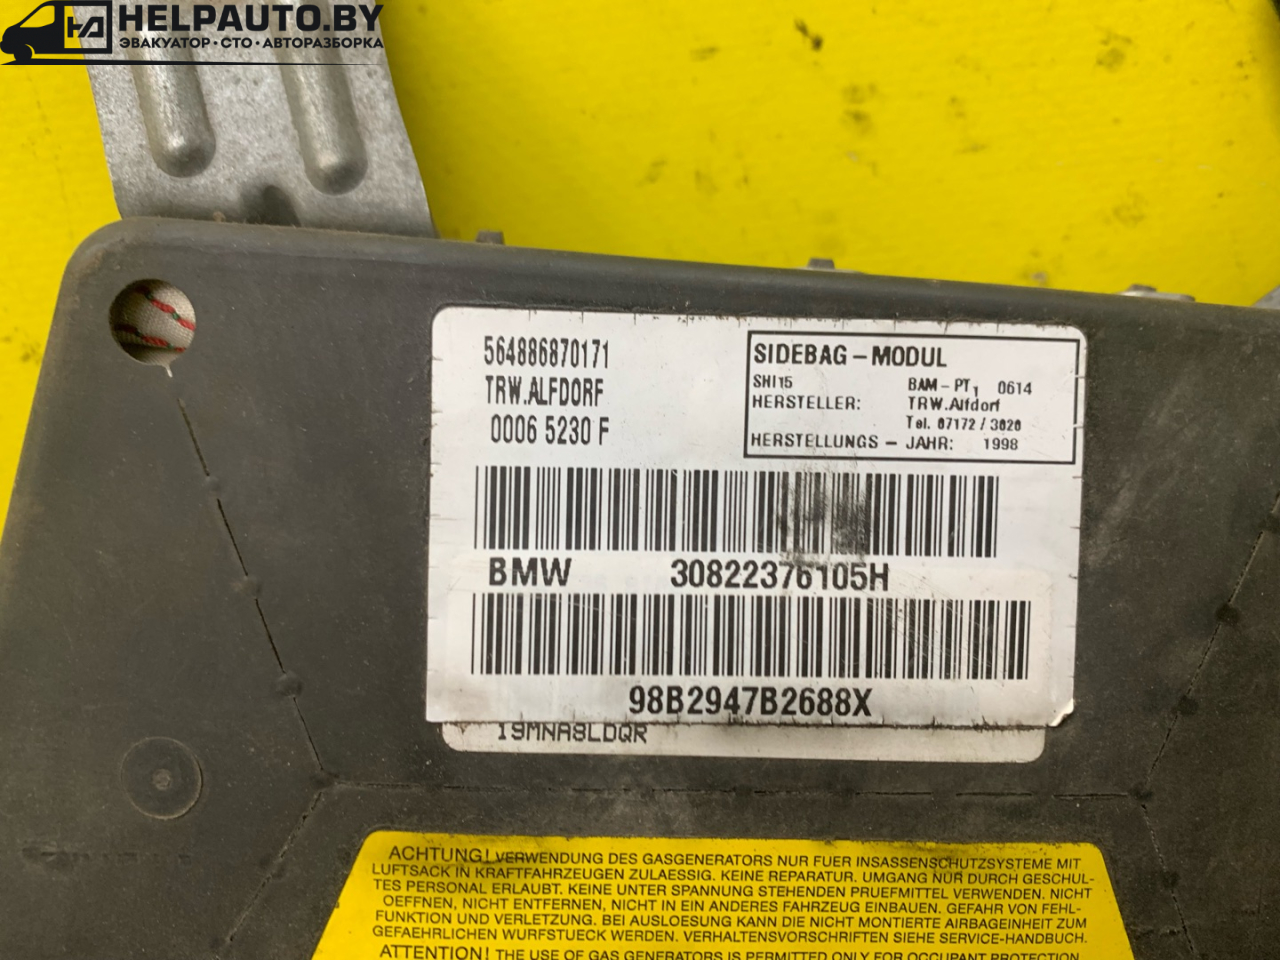 HELPAUTO.BY
ЭВАКУАТОР · СТО · АВТОРАЗБОРКА
564886870171
TRW.ALFDORF
0006 5230 F
SIDEBAG – MODUL
SHI15 BAM – PT1 0614
HERSTELLER: TRW.Alfdorf
Tel. 07172 / 3020
HERSTELLUNGS – JAHR: 1998
BMW 30822376105H
98B2947B2688X
19MNA8LDQR
ACHTUNG! VERWENDUNG DES GASGENERATORS NUR FUER INSASSENSCHUTZSYSTEME MIT
LUFTSACK IN KRAFTFAHRZEUGEN ZULAESSIG. KEINE REPARATUR. UMGANG NUR DURCH GESCHUL-
TES PERSONAL ERLAUBT. KEINE UNTER SPANNUNG STEHENDEN PRUEFMITTEL VERWENDEN. NICHT
OEFFNEN, NICHT ENTFERNEN, NICHT IN EIN ANDERES FAHRZEUG EINBAUEN. GEFAHR VON FEHL-
FUNKTION UND VERLETZUNG. BEI AUSLOESUNG KANN DIE NICHT MONTIERTE AIRBAGEINHEIT ZUM
GEFAEHRLICHEN WURFSTUECK WERDEN. VERHALTENSVORSCHRIFTEN SIEHE SERVICE-HANDBUCH.
ATTENTION! THE USE OF GAS GENERATORS IS PERMITTED ONLY FOR OCCUPANT PROTECTION